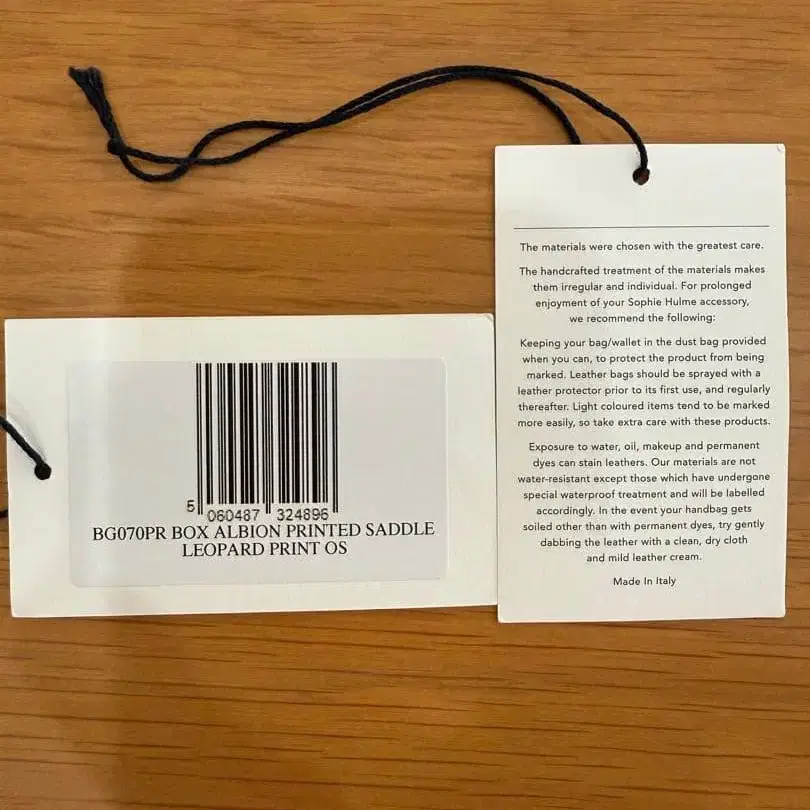 5 060487 324896
BG070PR BOX ALBION PRINTED SADDLE
LEOPARD PRINT OS
The materials were chosen with the greatest care.
The handcrafted treatment of the materials makes
them irregular and individual. For prolonged
enjoyment of your Sophie Hulme accessory,
we recommend the following:
Keeping your bag/wallet in the dust bag provided
when you can, to protect the product from being
marked. Leather bags should be sprayed with a
leather protector prior to its first use, and regularly
thereafter. Light coloured items tend to be marked
more easily, so take extra care with these products.
Exposure to water, oil, makeup and permanent
dyes can stain leathers. Our materials are not
water-resistant except those which have undergone
special waterproof treatment and will be labelled
accordingly. In the event your handbag gets
soiled other than with permanent dyes, try gently
dabbing the leather with a clean, dry cloth
and mild leather cream.
Made In Italy